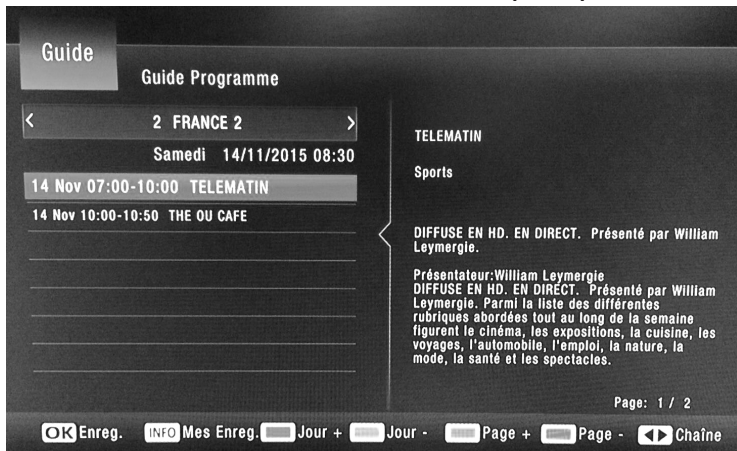 Guide
Guide Programme
< 2 FRANCE 2 >
Samedi 14/11/2015 08:30
14 Nov 07:00-10:00 TELEMATIN
14 Nov 10:00-10:50 THE OU CAFE
TELEMATIN
Sports
DIFFUSE EN HD. EN DIRECT. Présenté par William
Leymergie.
Présentateur:William Leymergie
DIFFUSE EN HD. EN DIRECT. Présenté par William
Leymergie. Parmi la liste des différentes
rubriques abordées tout au long de la semaine
figurent le cinéma, les expositions, la cuisine, les
voyages, l'automobile, l'emploi, la nature, la
mode, la santé et les spectacles.
Page: 1 / 2
OK Enreg. INFO Mes Enreg. Jour + Jour - Page + Page - Chaîne